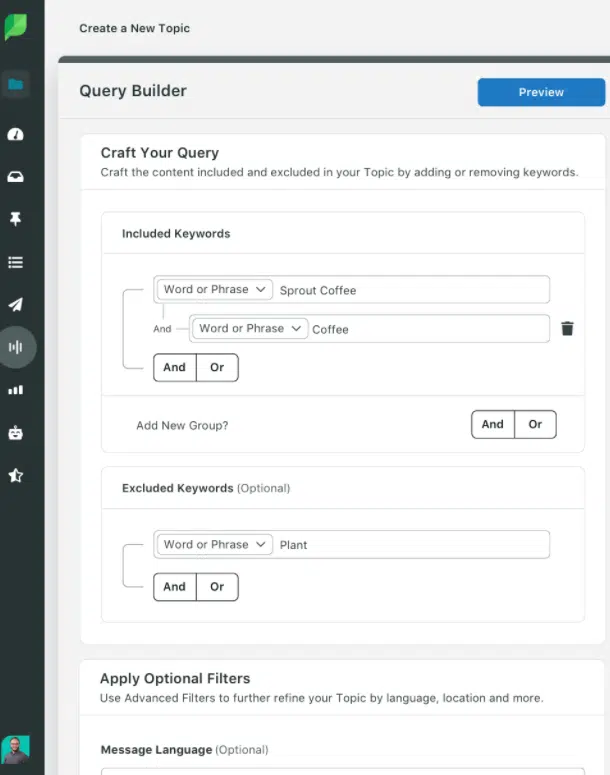 Create a New Topic
Query Builder
Preview
Craft Your Query
Craft the content included and excluded in your Topic by adding or removing keywords.
Included Keywords
Word or Phrase Sprout Coffee
And Word or Phrase Coffee
And Or
Add New Group? And Or
Excluded Keywords (Optional)
Word or Phrase Plant
And Or
Apply Optional Filters
Use Advanced Filters to further refine your Topic by language, location and more.
Message Language (Optional)